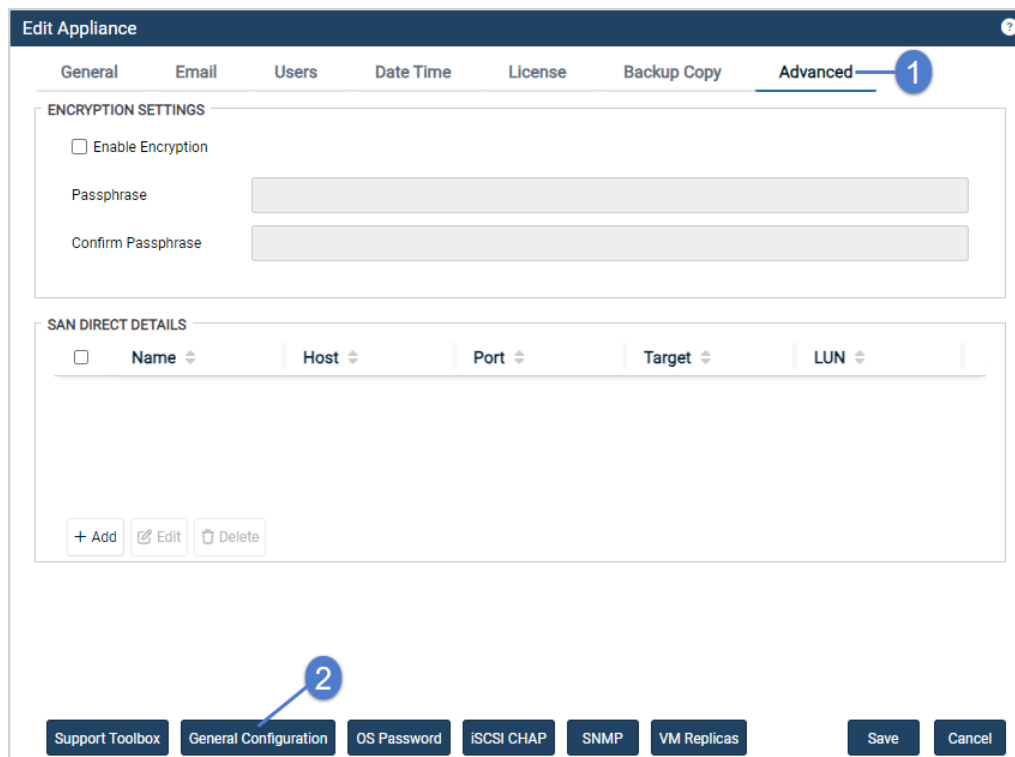 Edit Appliance ?
General Email Users Date Time License Backup Copy Advanced 1
ENCRYPTION SETTINGS
Enable Encryption
Passphrase
Confirm Passphrase
SAN DIRECT DETAILS
Name Host Port Target LUN
+ Add Edit Delete
2
Support Toolbox General Configuration OS Password iSCSI CHAP SNMP VM Replicas Save Cancel